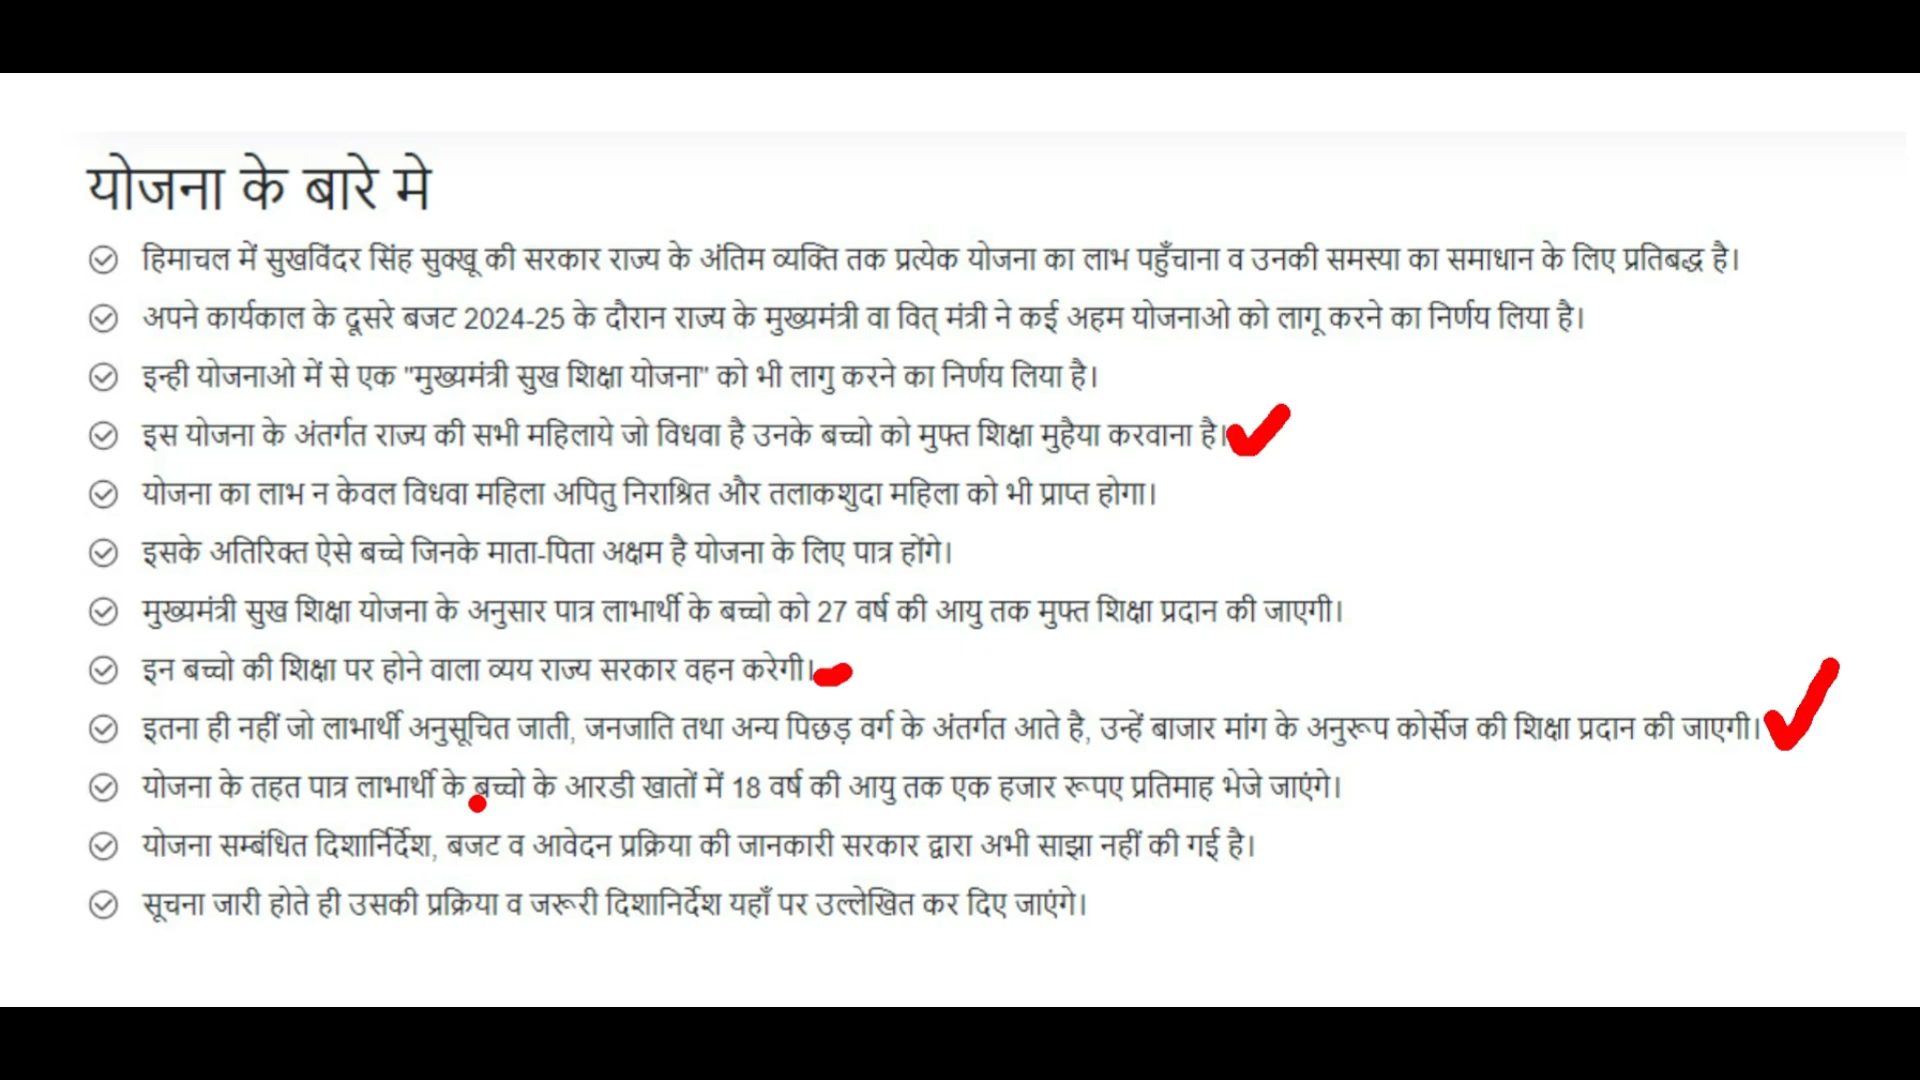 योजना के बारे मे
हिमाचल में सुखविंदर सिंह सुक्खू की सरकार राज्य के अंतिम व्यक्ति तक प्रत्येक योजना का लाभ पहुँचाना व उनकी समस्या का समाधान के लिए प्रतिबद्ध है।
अपने कार्यकाल के दूसरे बजट 2024-25 के दौरान राज्य के मुख्यमंत्री वा वित् मंत्री ने कई अहम योजनाओ को लागू करने का निर्णय लिया है।
इन्ही योजनाओ में से एक "मुख्यमंत्री सुख शिक्षा योजना" को भी लागु करने का निर्णय लिया है।
इस योजना के अंतर्गत राज्य की सभी महिलाये जो विधवा है उनके बच्चो को मुफ्त शिक्षा मुहैया करवाना है।
योजना का लाभ न केवल विधवा महिला अपितु निराश्रित और तलाकशुदा महिला को भी प्राप्त होगा।
इसके अतिरिक्त ऐसे बच्चे जिनके माता-पिता अक्षम है योजना के लिए पात्र होंगे।
मुख्यमंत्री सुख शिक्षा योजना के अनुसार पात्र लाभार्थी के बच्चो को 27 वर्ष की आयु तक मुफ्त शिक्षा प्रदान की जाएगी।
इन बच्चो की शिक्षा पर होने वाला व्यय राज्य सरकार वहन करेगी।
इतना ही नहीं जो लाभार्थी अनुसूचित जाती, जनजाति तथा अन्य पिछड़ वर्ग के अंतर्गत आते है, उन्हें बाजार मांग के अनुरूप कोर्सेज की शिक्षा प्रदान की जाएगी।
योजना के तहत पात्र लाभार्थी के बच्चो के आरडी खातों में 18 वर्ष की आयु तक एक हजार रूपए प्रतिमाह भेजे जाएंगे।
योजना सम्बंधित दिशार्निर्देश, बजट व आवेदन प्रक्रिया की जानकारी सरकार द्वारा अभी साझा नहीं की गई है।
सूचना जारी होते ही उसकी प्रक्रिया व जरूरी दिशानिर्देश यहाँ पर उल्लेखित कर दिए जाएंगे।